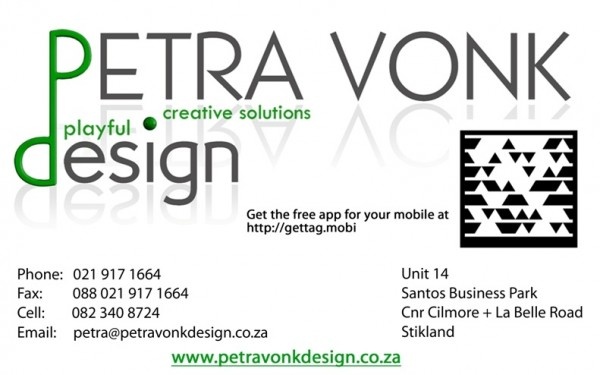 PETRA VONK
creative solutions
playful
design
Get the free app for your mobile at
http://gettag.mobi
Phone: 021 917 1664
Fax: 088 021 917 1664
Cell: 082 340 8724
Email: petra@petravonkdesign.co.za
Unit 14
Santos Business Park
Cnr Cilmore + La Belle Road
Stikland
www.petravonkdesign.co.za